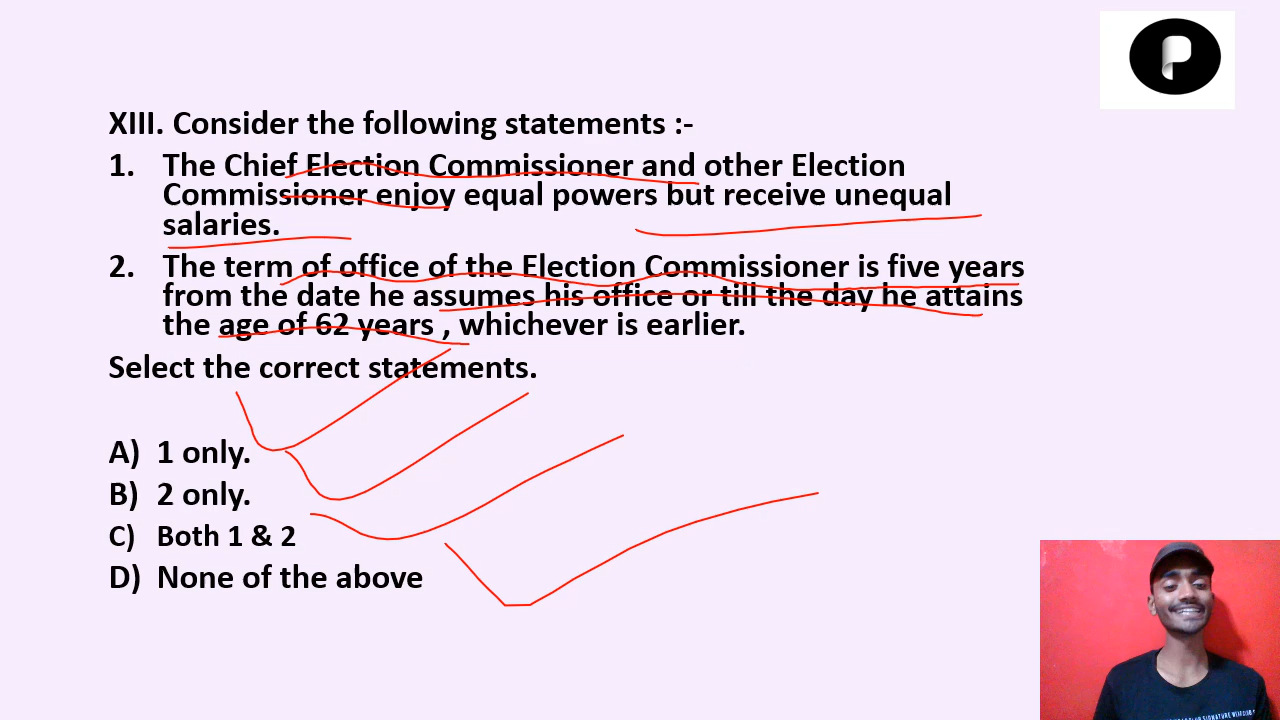 XIII. Consider the following statements :-
1. The Chief Election Commissioner and other Election
Commissioner enjoy equal powers but receive unequal
salaries.
2. The term of office of the Election Commissioner is five years
from the date he assumes his office or till the day he attains
the age of 62 years , whichever is earlier.
Select the correct statements.
A) 1 only.
B) 2 only.
C) Both 1 & 2
D) None of the above
P